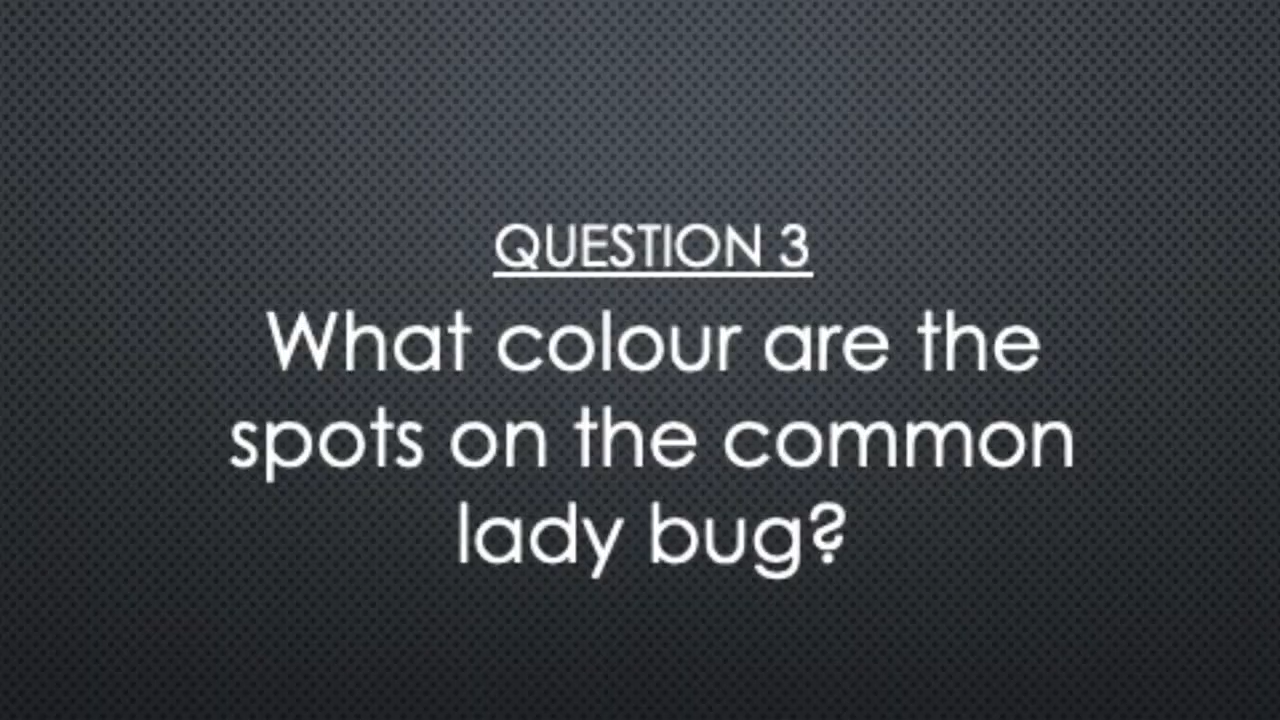 QUESTION 3
What colour are the
spots on the common
lady bug?